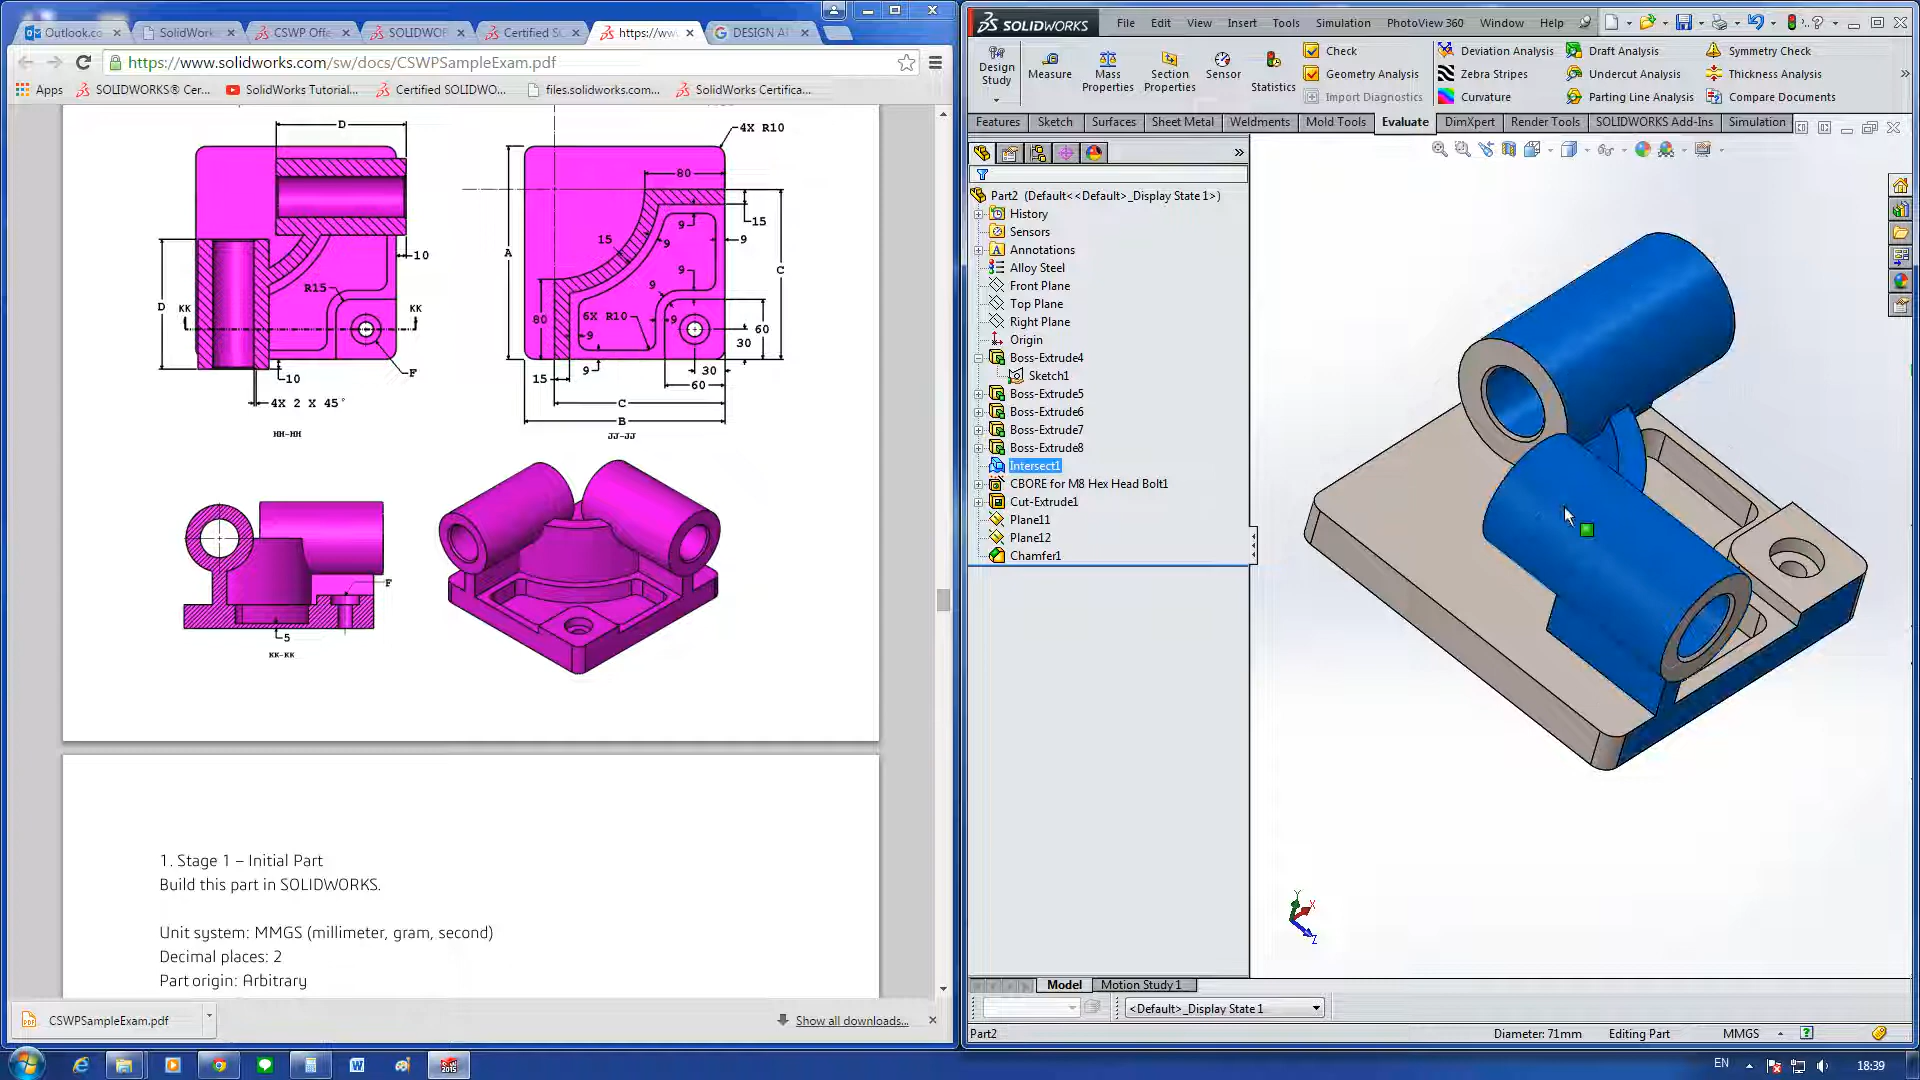 Outlook.co
SolidWork
CSWP Offe
SOLIDWOR
Certified SO
https://ww
DESIGN AT
https://www.solidworks.com/sw/docs/CSWPSampleExam.pdf
Apps
SOLIDWORKS® Cer...
SolidWorks Tutorial...
Certified SOLIDWO...
files.solidworks.com...
SolidWorks Certifica...
D
4X R10
80
15
15
9
9
9
A
C
10
R15
D
KK
KK
9
9
9
6X R10
80
9
60
30
F
10
9
15
30
60
4X 2 X 45°
C
B
HH-HH
JJ-JJ
F
5
KK-KK
1. Stage 1 – Initial Part
Build this part in SOLIDWORKS.
Unit system: MMGS (millimeter, gram, second)
Decimal places: 2
Part origin: Arbitrary
CSWPSampleExam.pdf
Show all downloads...
SOLIDWORKS
File Edit View Insert Tools Simulation PhotoView 360 Window Help
Design Study
Measure
Mass Properties
Section Properties
Sensor
Statistics
Check
Geometry Analysis
Import Diagnostics
Deviation Analysis
Zebra Stripes
Curvature
Draft Analysis
Undercut Analysis
Parting Line Analysis
Symmetry Check
Thickness Analysis
Compare Documents
Features Sketch Surfaces Sheet Metal Weldments Mold Tools Evaluate DimXpert Render Tools SOLIDWORKS Add-Ins Simulation
Part2 (Default<<Default>_Display State 1>)
History
Sensors
Annotations
Alloy Steel
Front Plane
Top Plane
Right Plane
Origin
Boss-Extrude4
Sketch1
Boss-Extrude5
Boss-Extrude6
Boss-Extrude7
Boss-Extrude8
Intersect1
CBORE for M8 Hex Head Bolt1
Cut-Extrude1
Plane11
Plane12
Chamfer1
Y
X
Z
Model
Motion Study 1
<Default>_Display State 1
Part2
Diameter: 71mm
Editing Part
MMGS
EN
18:39